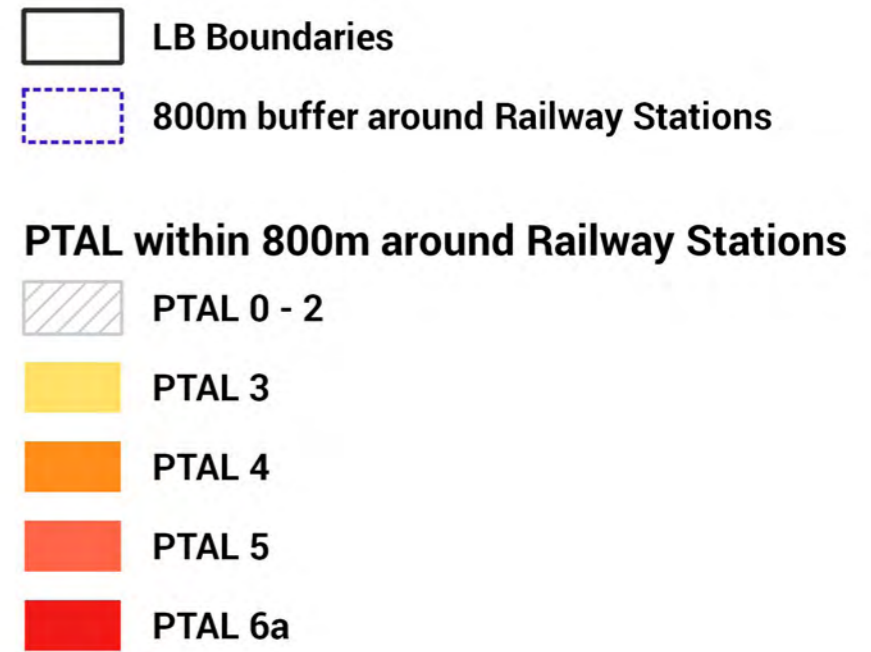 LB Boundaries
800m buffer around Railway Stations
PTAL within 800m around Railway Stations
PTAL 0 - 2
PTAL 3
PTAL 4
PTAL 5
PTAL 6a